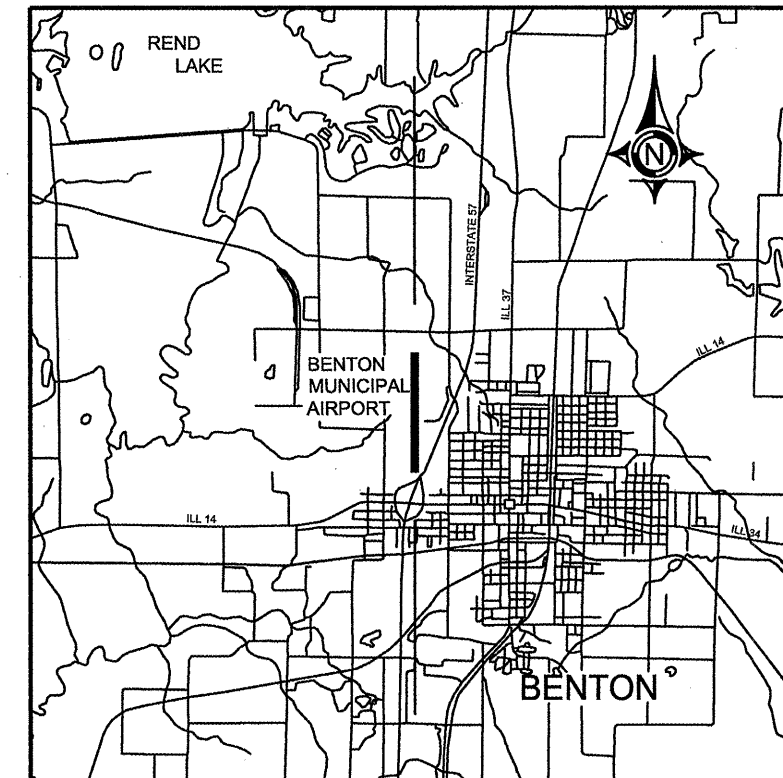 REND
LAKE
N
INTERSTATE 57
ILL 37
ILL 14
BENTON
MUNICIPAL
AIRPORT
ILL 14
ILL 34
BENTON